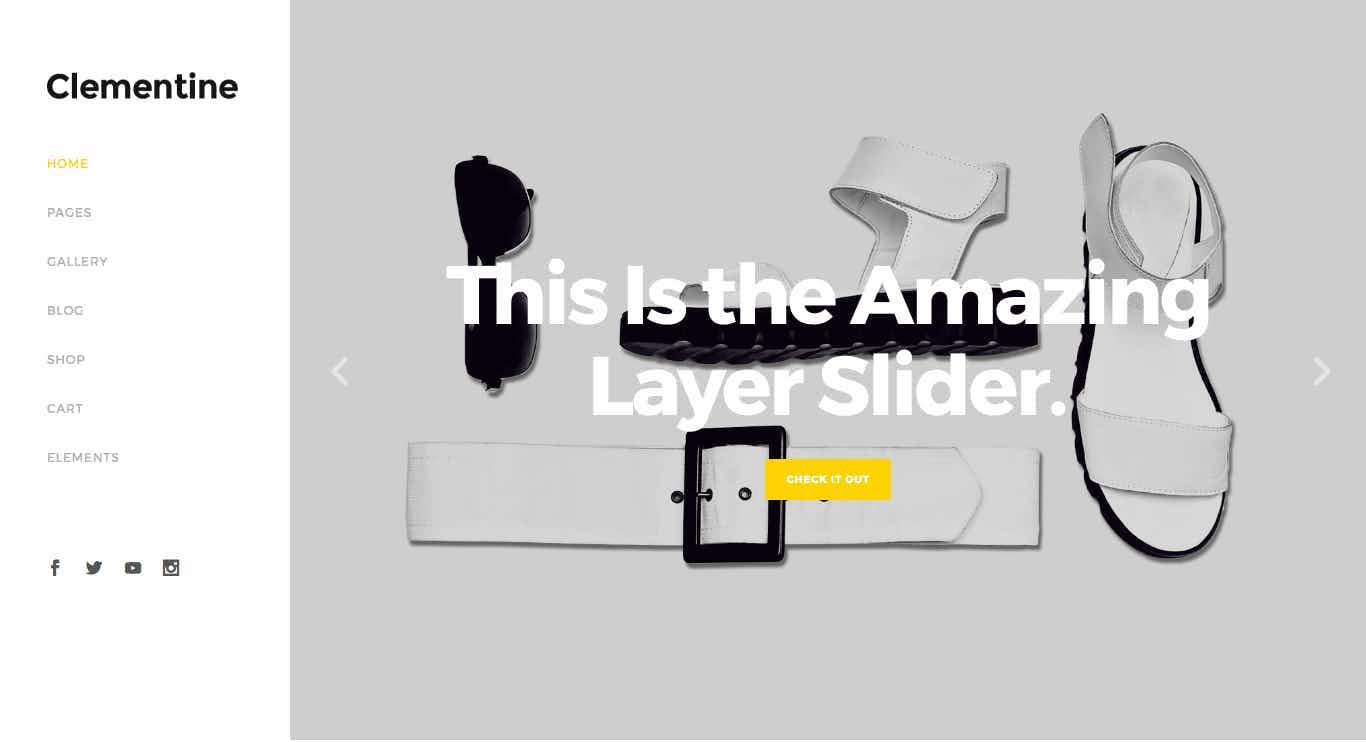 Clementine
HOME
PAGES
GALLERY
BLOG
SHOP
CART
ELEMENTS
This Is the Amazing
Layer Slider.
CHECK IT OUT